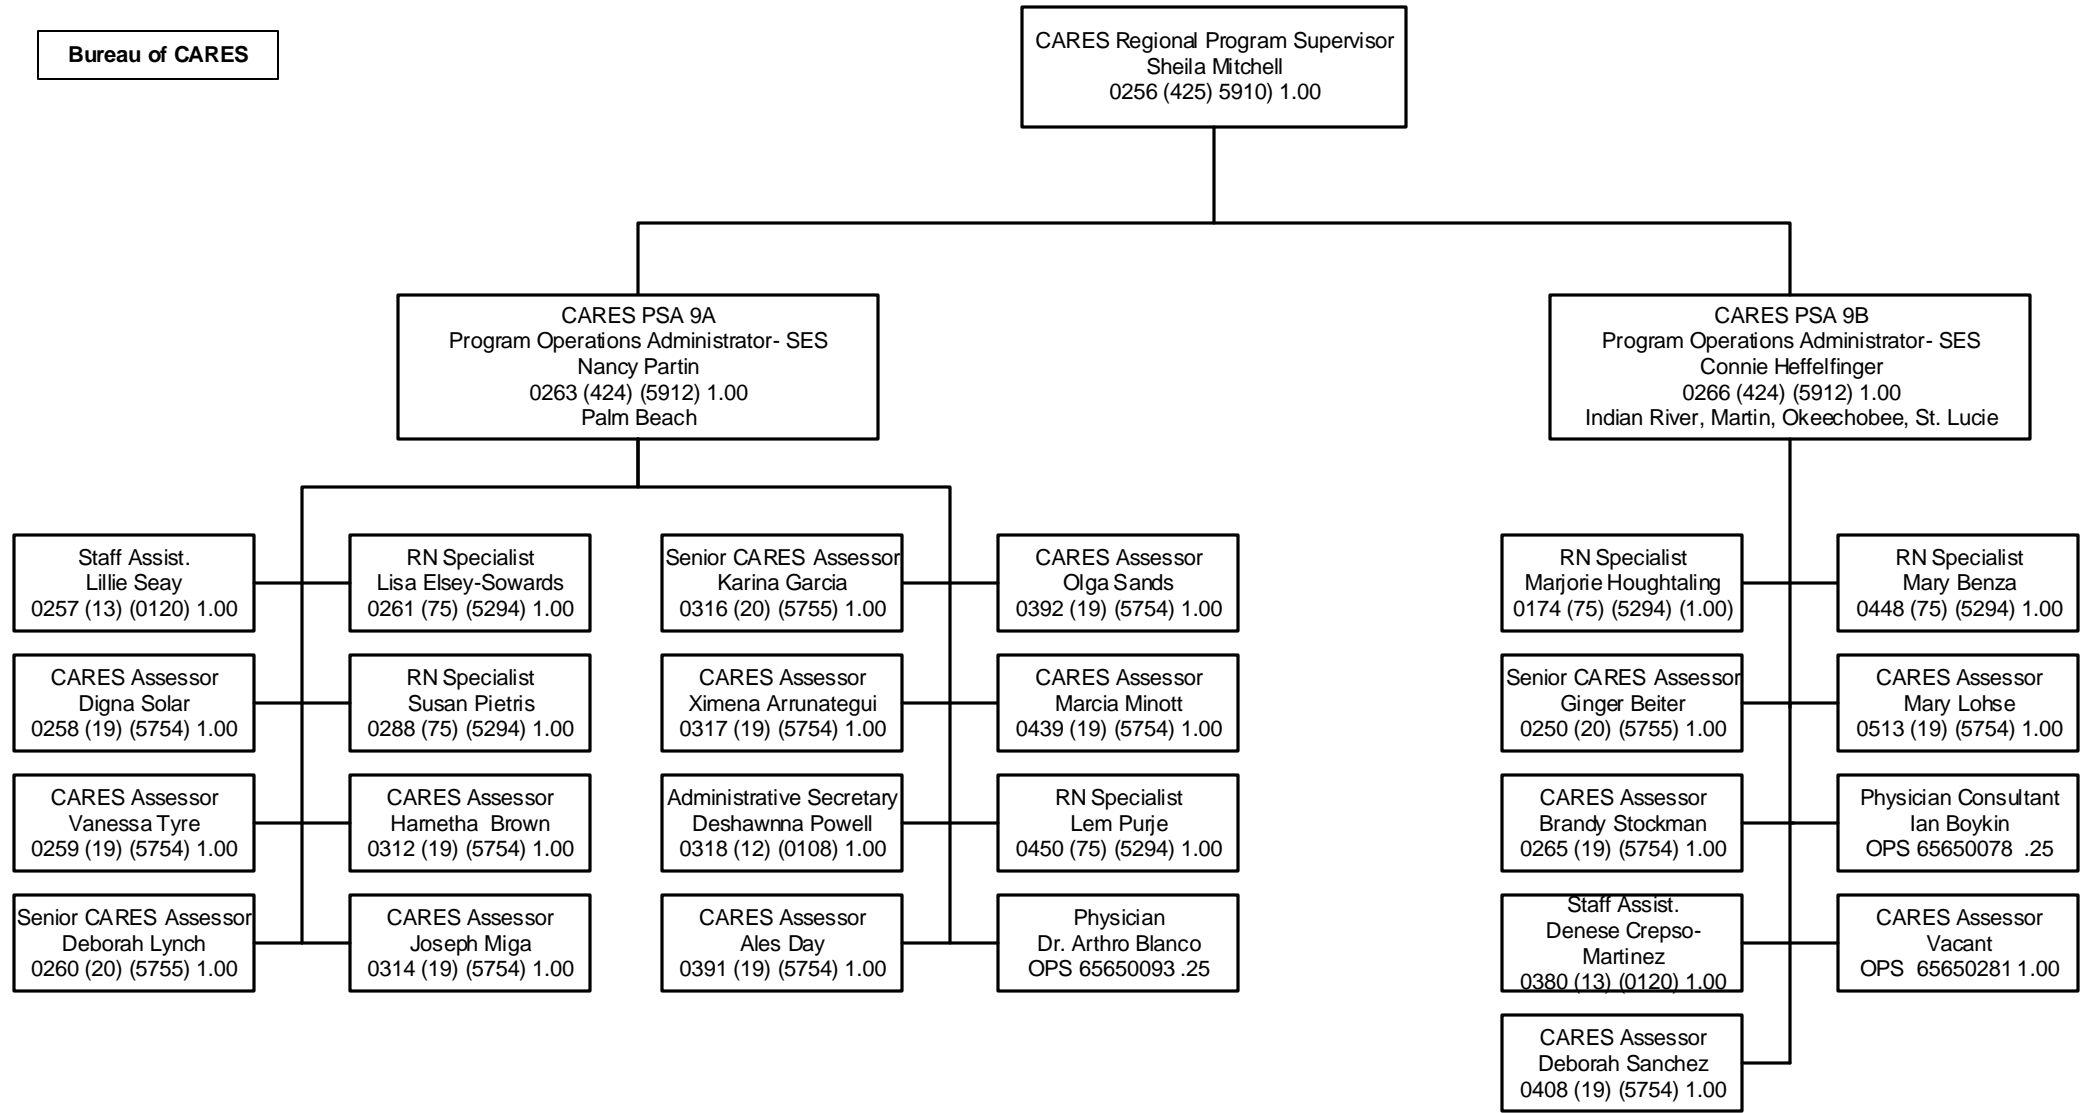 Bureau of CARES
CARES Regional Program Supervisor
Sheila Mitchell
0256 (425) 5910) 1.00
CARES PSA 9A
Program Operations Administrator- SES
Nancy Partin
0263 (424) (5912) 1.00
Palm Beach
CARES PSA 9B
Program Operations Administrator- SES
Connie Heffelfinger
0266 (424) (5912) 1.00
Indian River, Martin, Okeechobee, St. Lucie
Staff Assist.
Lillie Seay
0257 (13) (0120) 1.00
RN Specialist
Lisa Elsey-Sowards
0261 (75) (5294) 1.00
Senior CARES Assessor
Karina Garcia
0316 (20) (5755) 1.00
CARES Assessor
Olga Sands
0392 (19) (5754) 1.00
RN Specialist
Marjorie Houghtaling
0174 (75) (5294) (1.00)
RN Specialist
Mary Benza
0448 (75) (5294) 1.00
CARES Assessor
Digna Solar
0258 (19) (5754) 1.00
RN Specialist
Susan Pietris
0288 (75) (5294) 1.00
CARES Assessor
Ximena Arrunategui
0317 (19) (5754) 1.00
CARES Assessor
Marcia Minott
0439 (19) (5754) 1.00
Senior CARES Assessor
Ginger Beiter
0250 (20) (5755) 1.00
CARES Assessor
Mary Lohse
0513 (19) (5754) 1.00
CARES Assessor
Vanessa Tyre
0259 (19) (5754) 1.00
CARES Assessor
Harnetha Brown
0312 (19) (5754) 1.00
Administrative Secretary
Deshawnna Powell
0318 (12) (0108) 1.00
RN Specialist
Lem Purje
0450 (75) (5294) 1.00
CARES Assessor
Brandy Stockman
0265 (19) (5754) 1.00
Physician Consultant
Ian Boykin
OPS 65650078 .25
Senior CARES Assessor
Deborah Lynch
0260 (20) (5755) 1.00
CARES Assessor
Joseph Miga
0314 (19) (5754) 1.00
CARES Assessor
Ales Day
0391 (19) (5754) 1.00
Physician
Dr. Arthro Blanco
OPS 65650093 .25
Staff Assist.
Denese Crepso-
Martinez
0380 (13) (0120) 1.00
CARES Assessor
Vacant
OPS 65650281 1.00
CARES Assessor
Deborah Sanchez
0408 (19) (5754) 1.00